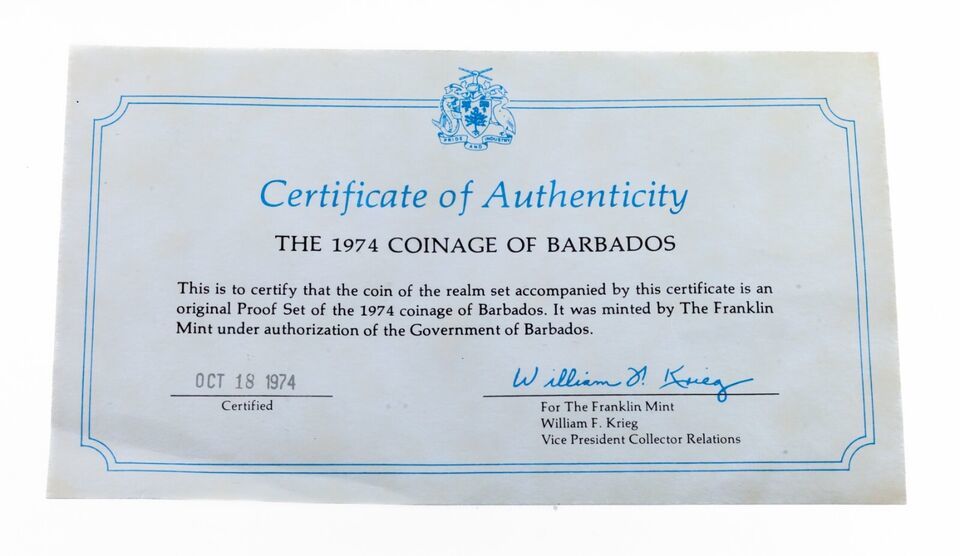 PRIDE AND INDUSTRY
Certificate of Authenticity
THE 1974 COINAGE OF BARBADOS
This is to certify that the coin of the realm set accompanied by this certificate is an
original Proof Set of the 1974 coinage of Barbados. It was minted by The Franklin
Mint under authorization of the Government of Barbados.
OCT 18 1974
Certified
William F. Krieg
For The Franklin Mint
William F. Krieg
Vice President Collector Relations